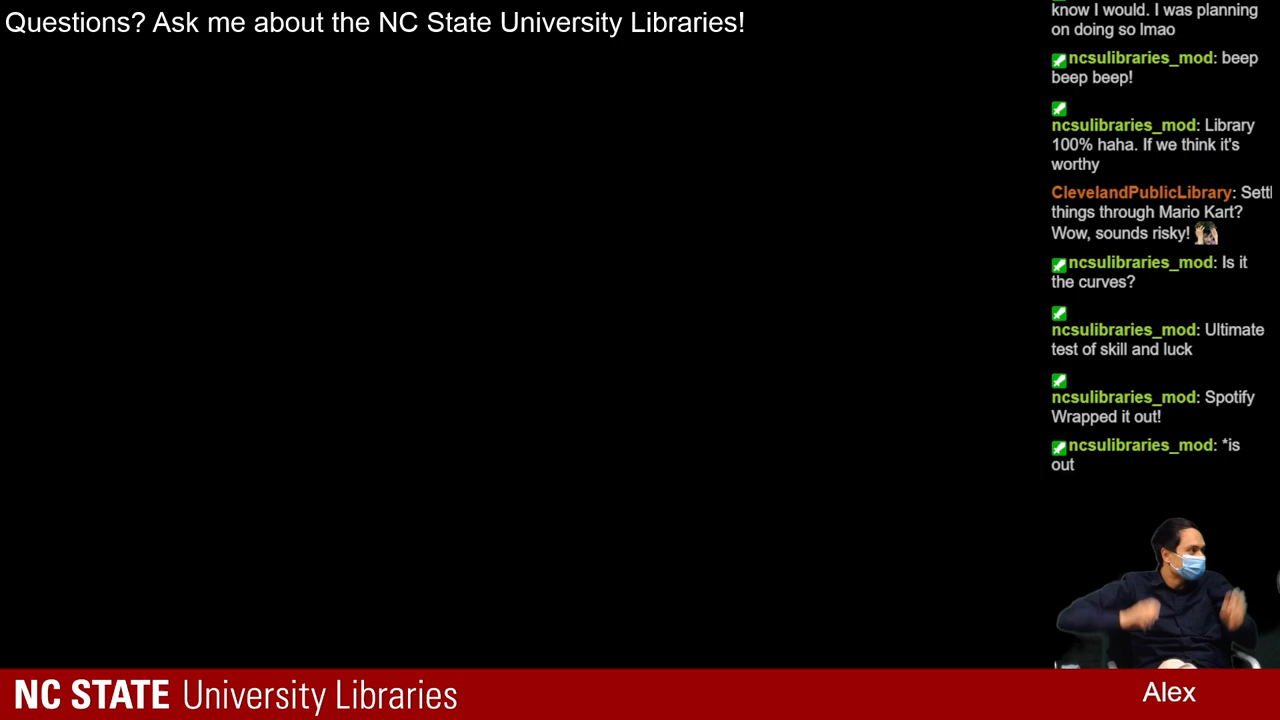 Questions? Ask me about the NC State University Libraries!
know I would. I was planning
on doing so lmao
ncsulibraries_mod: beep
beep beep!
ncsulibraries_mod: Library
100% haha. If we think it's
worthy
ClevelandPublicLibrary:
things through Mario Kart?
Wow, sounds risky!
ncsulibraries_mod: Is it
the curves?
ncsulibraries_mod: Ultimate
test of skill and luck
ncsulibraries_mod: Spotify
Wrapped it out!
ncsulibraries_mod: *is
out
NC STATE University Libraries
Alex